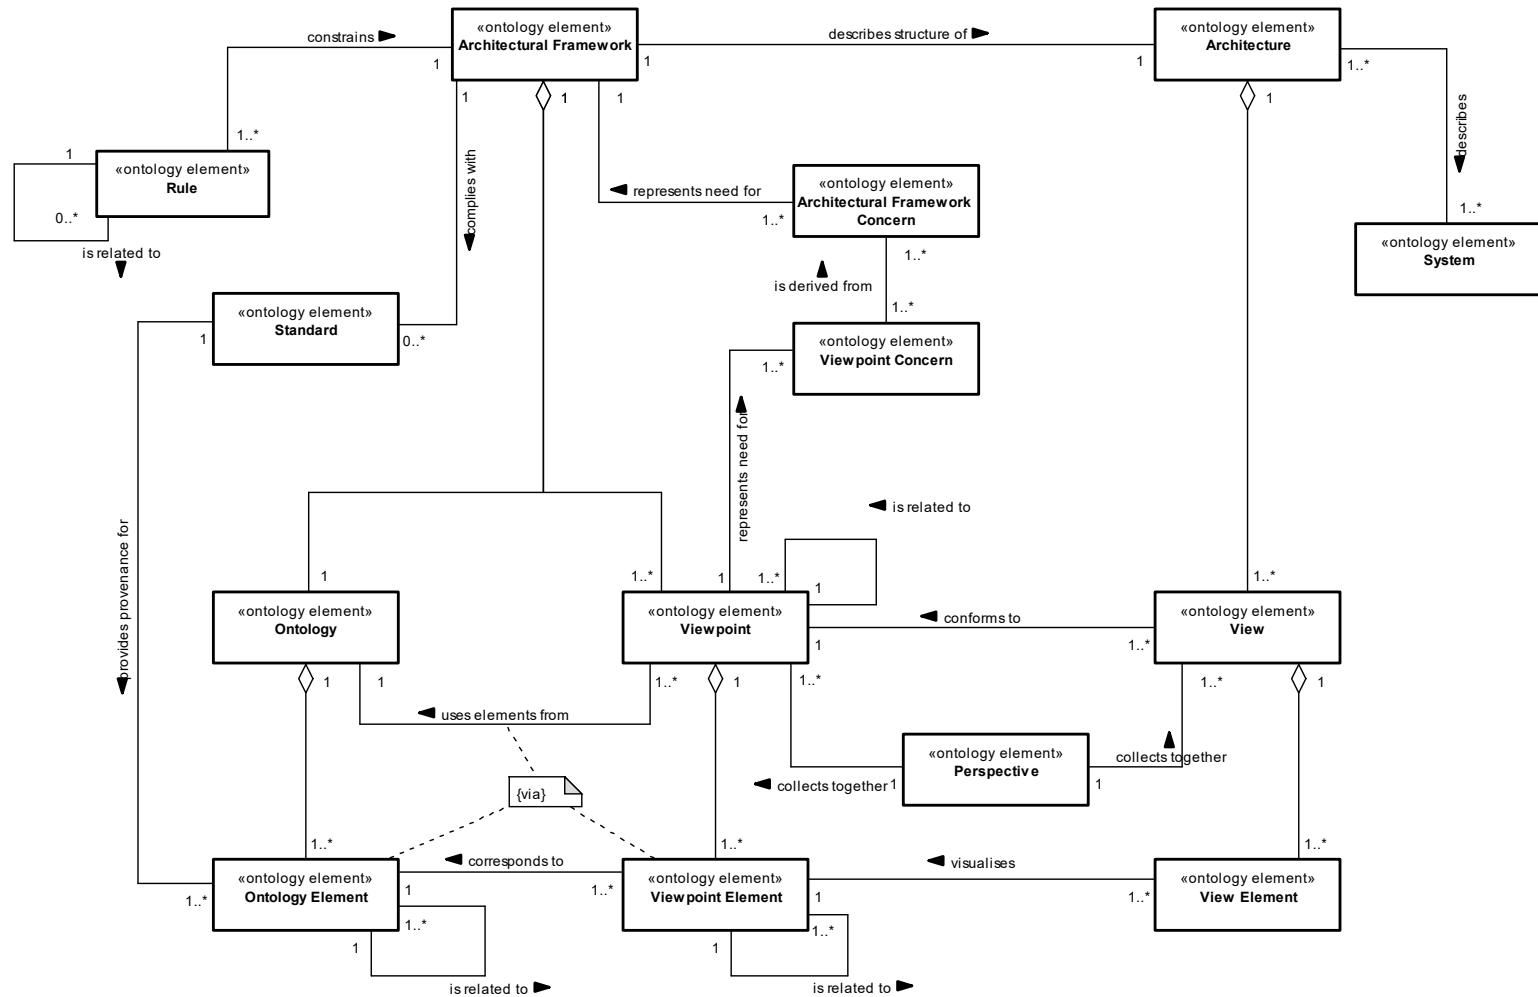 «ontology element»
Architectural Framework
«ontology element»
Architecture
constrains
describes structure of
1
1
1
1..*
1
1
1
1
describes
complies with
1..*
1
«ontology element»
Rule
0..*
is related to
represents need for
1..*
«ontology element»
Architectural Framework
Concern
1..*
«ontology element»
System
1..*
is derived from
1..*
«ontology element»
Standard
1
0..*
«ontology element»
Viewpoint Concern
1..*
represents need for
is related to
provides provenance for
1
1..*
1
1..*
1
1..*
«ontology element»
Ontology
«ontology element»
Viewpoint
«ontology element»
View
conforms to
1
1..*
1
1
1..*
1
1..*
1..*
1
uses elements from
«ontology element»
Perspective
collects together
collects together
1
1
{via}
1..*
1..*
1..*
corresponds to
visualises
«ontology element»
Ontology Element
«ontology element»
Viewpoint Element
«ontology element»
View Element
1..*
1
1..*
1
1..*
1..*
1
1..*
1
is related to
is related to